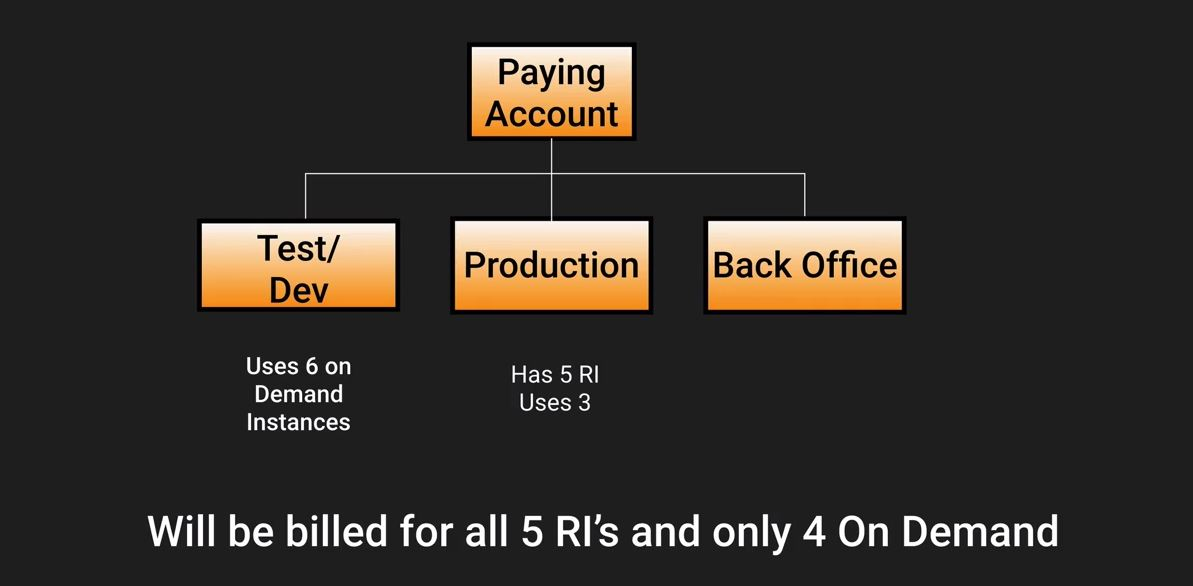 Paying
Account
Test/
Dev
Production
Back Office
Uses 6 on
Demand
Instances
Has 5 RI
Uses 3
Will be billed for all 5 RI’s and only 4 On Demand